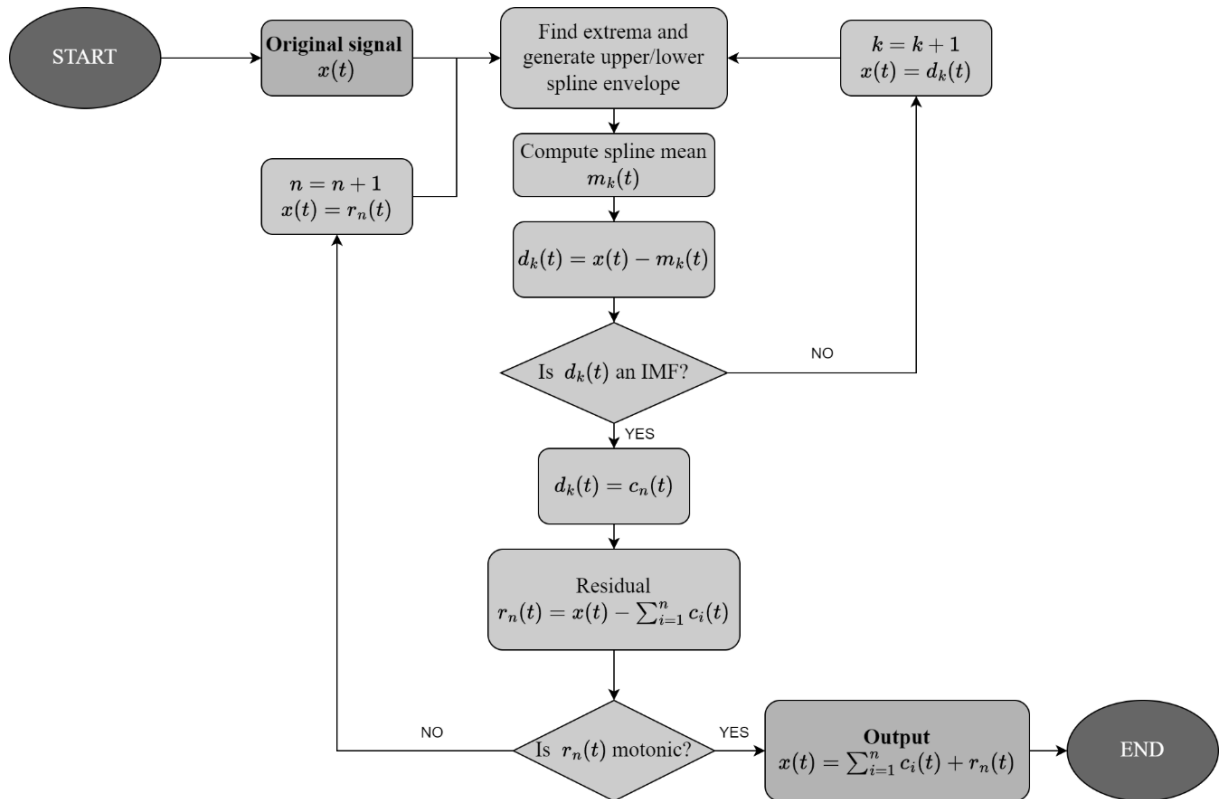 START
Original signal
x(t)
Find extrema and
generate upper/lower
spline envelope
k = k + 1
x(t) = d_k(t)
Compute spline mean
m_k(t)
n = n + 1
x(t) = r_n(t)
d_k(t) = x(t) − m_k(t)
Is d_k(t) an IMF?
NO
YES
d_k(t) = c_n(t)
Residual
r_n(t) = x(t) − ∑_{i=1}^{n} c_i(t)
Is r_n(t) motonic?
NO
YES
Output
x(t) = ∑_{i=1}^{n} c_i(t) + r_n(t)
END